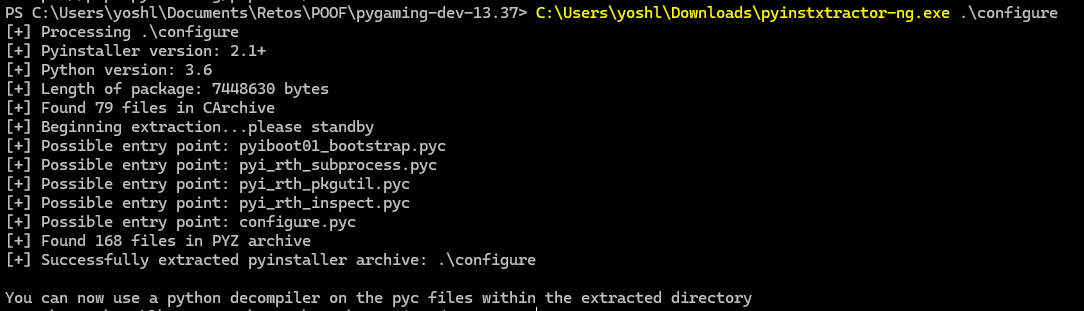 PS C:\Users\yoshl\Documents\Retos\POOF\pygaming-dev-13.37> C:\Users\yoshl\Downloads\pyinstxtractor-ng.exe .\configure
[+] Processing .\configure
[+] Pyinstaller version: 2.1+
[+] Python version: 3.6
[+] Length of package: 7448630 bytes
[+] Found 79 files in CArchive
[+] Beginning extraction...please standby
[+] Possible entry point: pyiboot01_bootstrap.pyc
[+] Possible entry point: pyi_rth_subprocess.pyc
[+] Possible entry point: pyi_rth_pkgutil.pyc
[+] Possible entry point: pyi_rth_inspect.pyc
[+] Possible entry point: configure.pyc
[+] Found 168 files in PYZ archive
[+] Successfully extracted pyinstaller archive: .\configure
You can now use a python decompiler on the pyc files within the extracted directory